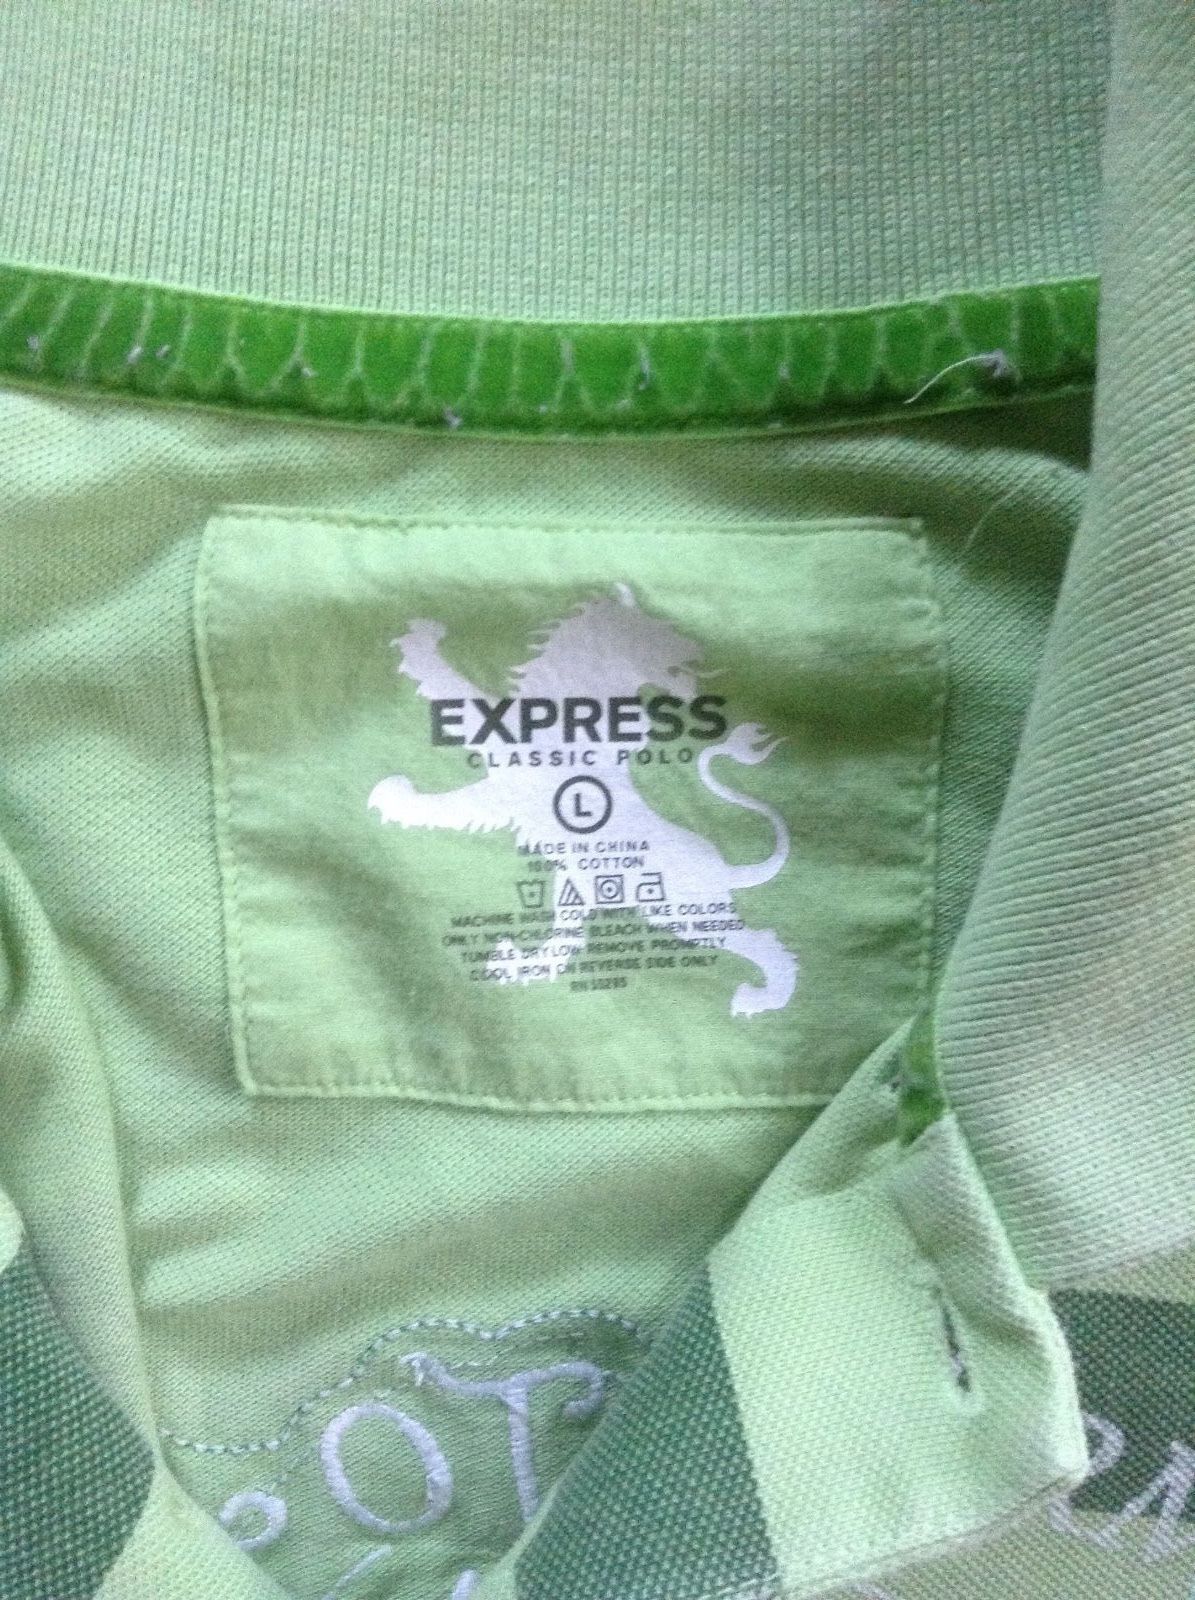 EXPRESS
CLASSIC POLO
L
MADE IN CHINA
100% COTTON
MACHINE WASH COLD WITH LIKE COLORS
ONLY NON-CHLORINE BLEACH WHEN NEEDED
TUMBLE DRY LOW REMOVE PROMPTLY
COOL IRON ON REVERSE SIDE ONLY
OT